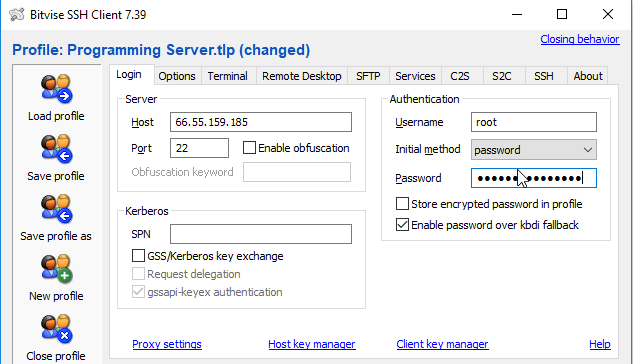 Bitvise SSH Client 7.39
Closing behavior
Profile: Programming Server.tlp (changed)
Load profile
Save profile
Save profile as
New profile
Close profile
Login Options Terminal Remote Desktop SFTP Services C2S S2C SSH About
Server
Host 66.55.159.185
Port 22 Enable obfuscation
Obfuscation keyword
Kerberos
SPN
GSS/Kerberos key exchange
Request delegation
gssapi-keyex authentication
Authentication
Username root
Initial method password
Password
Store encrypted password in profile
Enable password over kbdi fallback
Proxy settings Host key manager Client key manager Help